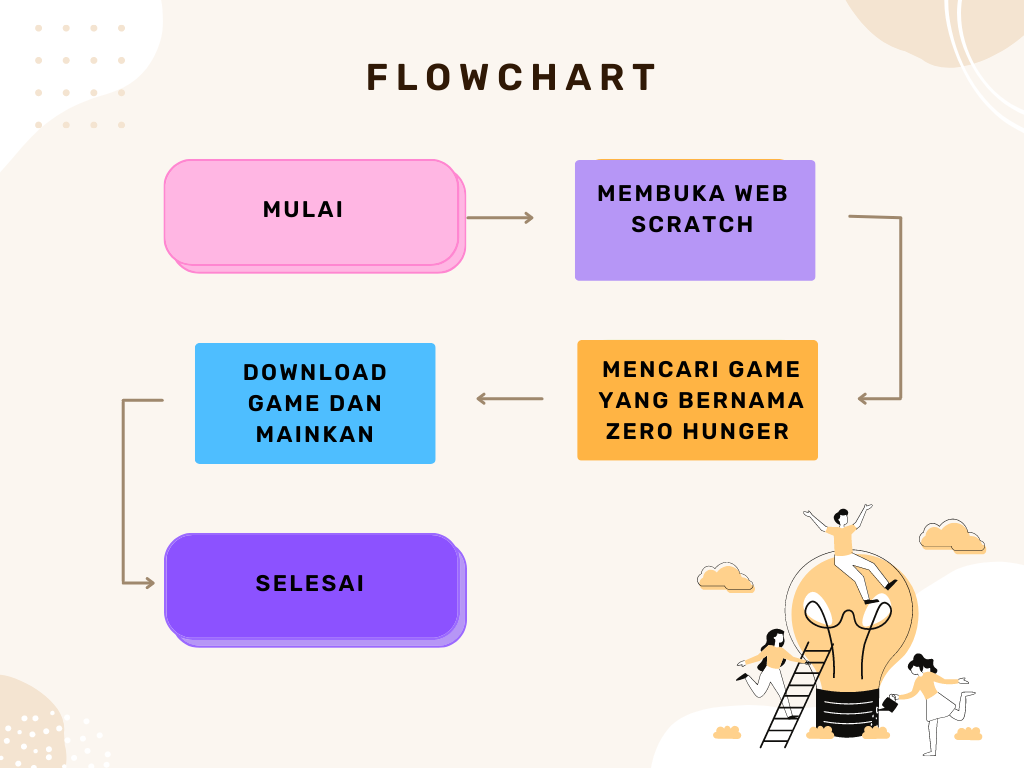 FLOWCHART
MULAI
MEMBUKA WEB
SCRATCH
MENCARI GAME
YANG BERNAMA
ZERO HUNGER
DOWNLOAD
GAME DAN
MAINKAN
SELESAI